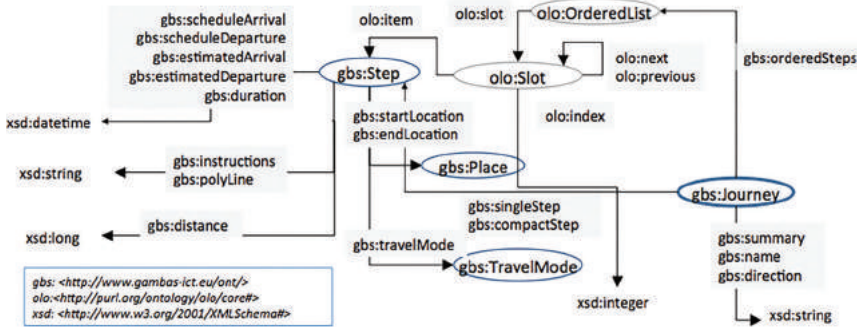 gbs:scheduleArrival
gbs:scheduleDeparture
gbs:estimatedArrival
gbs:estimatedDeparture
gbs:duration
olo:item
olo:slot
olo:OrderedList
gbs:orderedSteps
gbs:Step
olo:Slot
olo:next
olo:previous
xsd:datetime
gbs:startLocation
gbs:endLocation
olo:index
gbs:instructions
gbs:polyLine
xsd:string
gbs:Place
gbs:Journey
gbs:singleStep
gbs:compactStep
gbs:distance
xsd:long
gbs:travelMode
gbs:TravelMode
gbs:summary
gbs:name
gbs:direction
xsd:integer
xsd:string
gbs: <http://www.gambas-ict.eu/ont/>
olo:<http://purl.org/ontology/olo/core#>
xsd: <http://www.w3.org/2001/XMLSchema#>